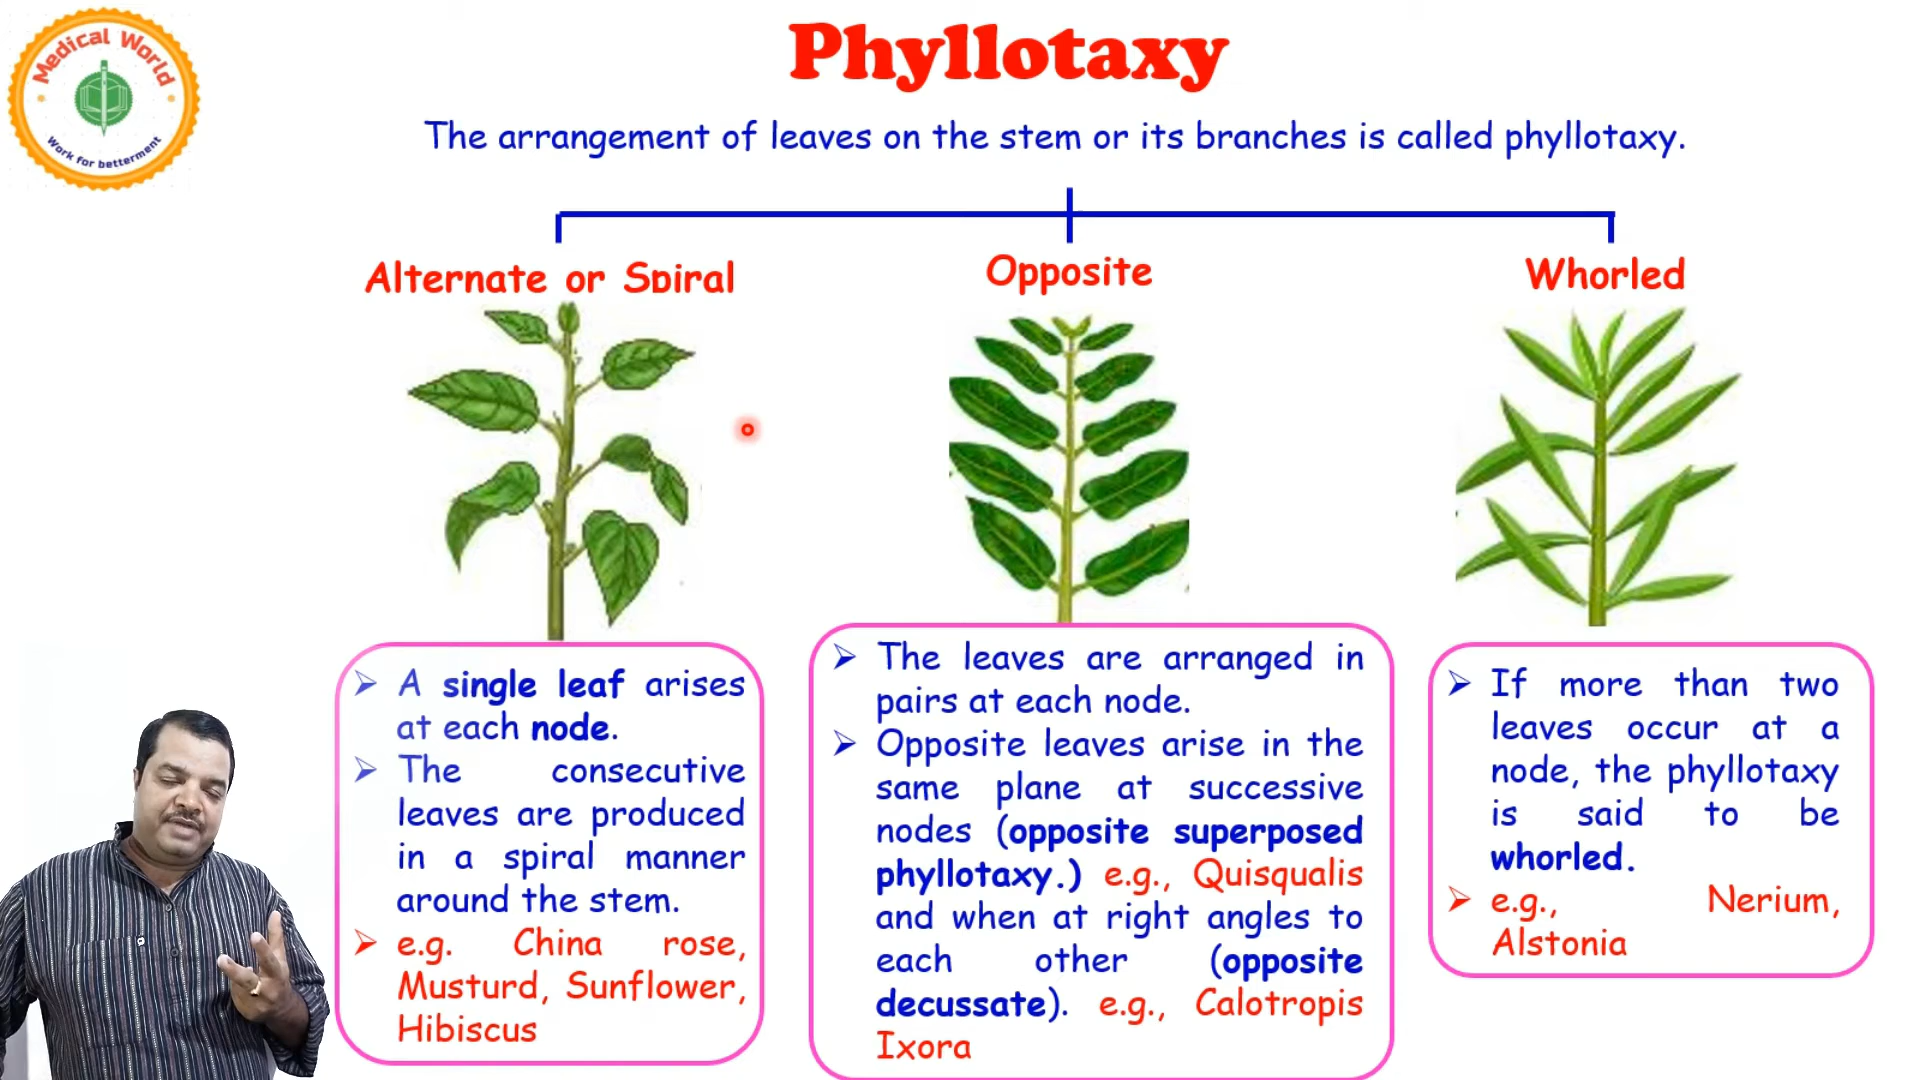 Medical World
Work for betterment
Phyllotaxy
The arrangement of leaves on the stem or its branches is called phyllotaxy.
Alternate or Spiral
Opposite
Whorled
➢ A single leaf arises
at each node.
➢ The consecutive
leaves are produced
in a spiral manner
around the stem.
➢ e.g. China rose,
Musturd, Sunflower,
Hibiscus
➢ The leaves are arranged in
pairs at each node.
➢ Opposite leaves arise in the
same plane at successive
nodes (opposite superposed
phyllotaxy.) e.g., Quisqualis
and when at right angles to
each other (opposite
decussate). e.g., Calotropis
Ixora
➢ If more than two
leaves occur at a
node, the phyllotaxy
is said to be
whorled.
➢ e.g., Nerium,
Alstonia